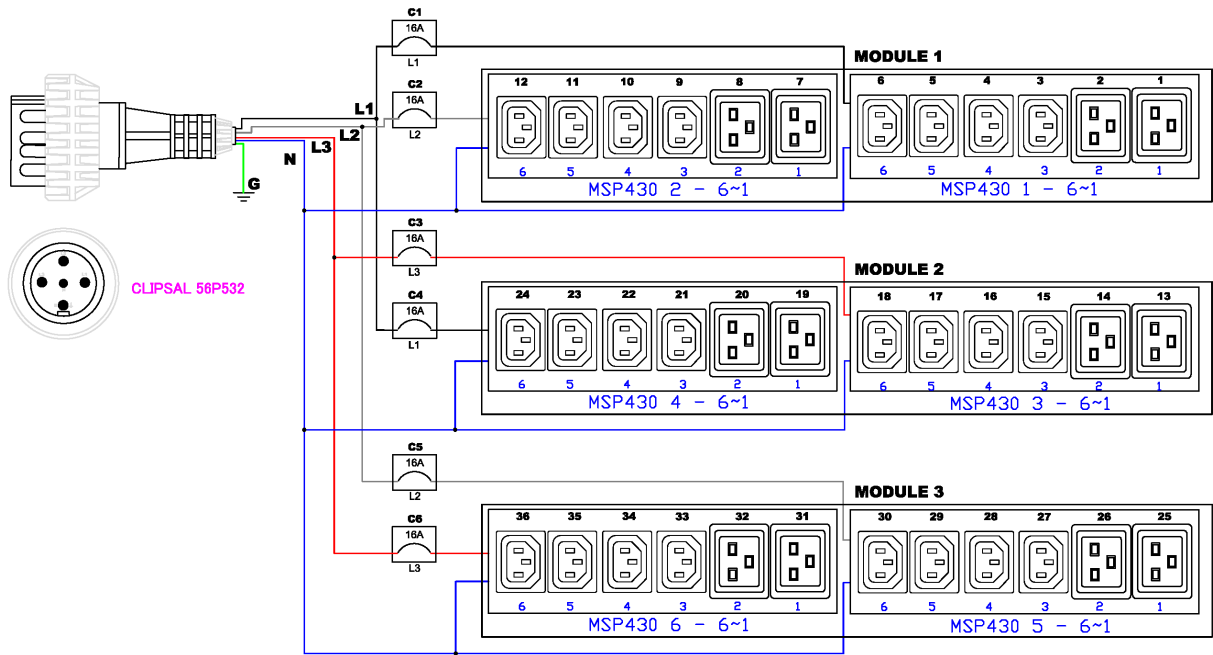 C1
16A
L1
MODULE 1
12 11 10 9 8 7
6 5 4 3 2 1
C2
16A
L2
L1
L2
L3
N
G
6 5 4 3 2 1
6 5 4 3 2 1
MSP430 2 - 6~1
MSP430 1 - 6~1
CLIPSAL 56P532
C3
16A
L3
MODULE 2
24 23 22 21 20 19
18 17 16 15 14 13
C4
16A
L1
6 5 4 3 2 1
6 5 4 3 2 1
MSP430 4 - 6~1
MSP430 3 - 6~1
C5
16A
L2
MODULE 3
36 35 34 33 32 31
30 29 28 27 26 25
C6
16A
L3
6 5 4 3 2 1
6 5 4 3 2 1
MSP430 6 - 6~1
MSP430 5 - 6~1